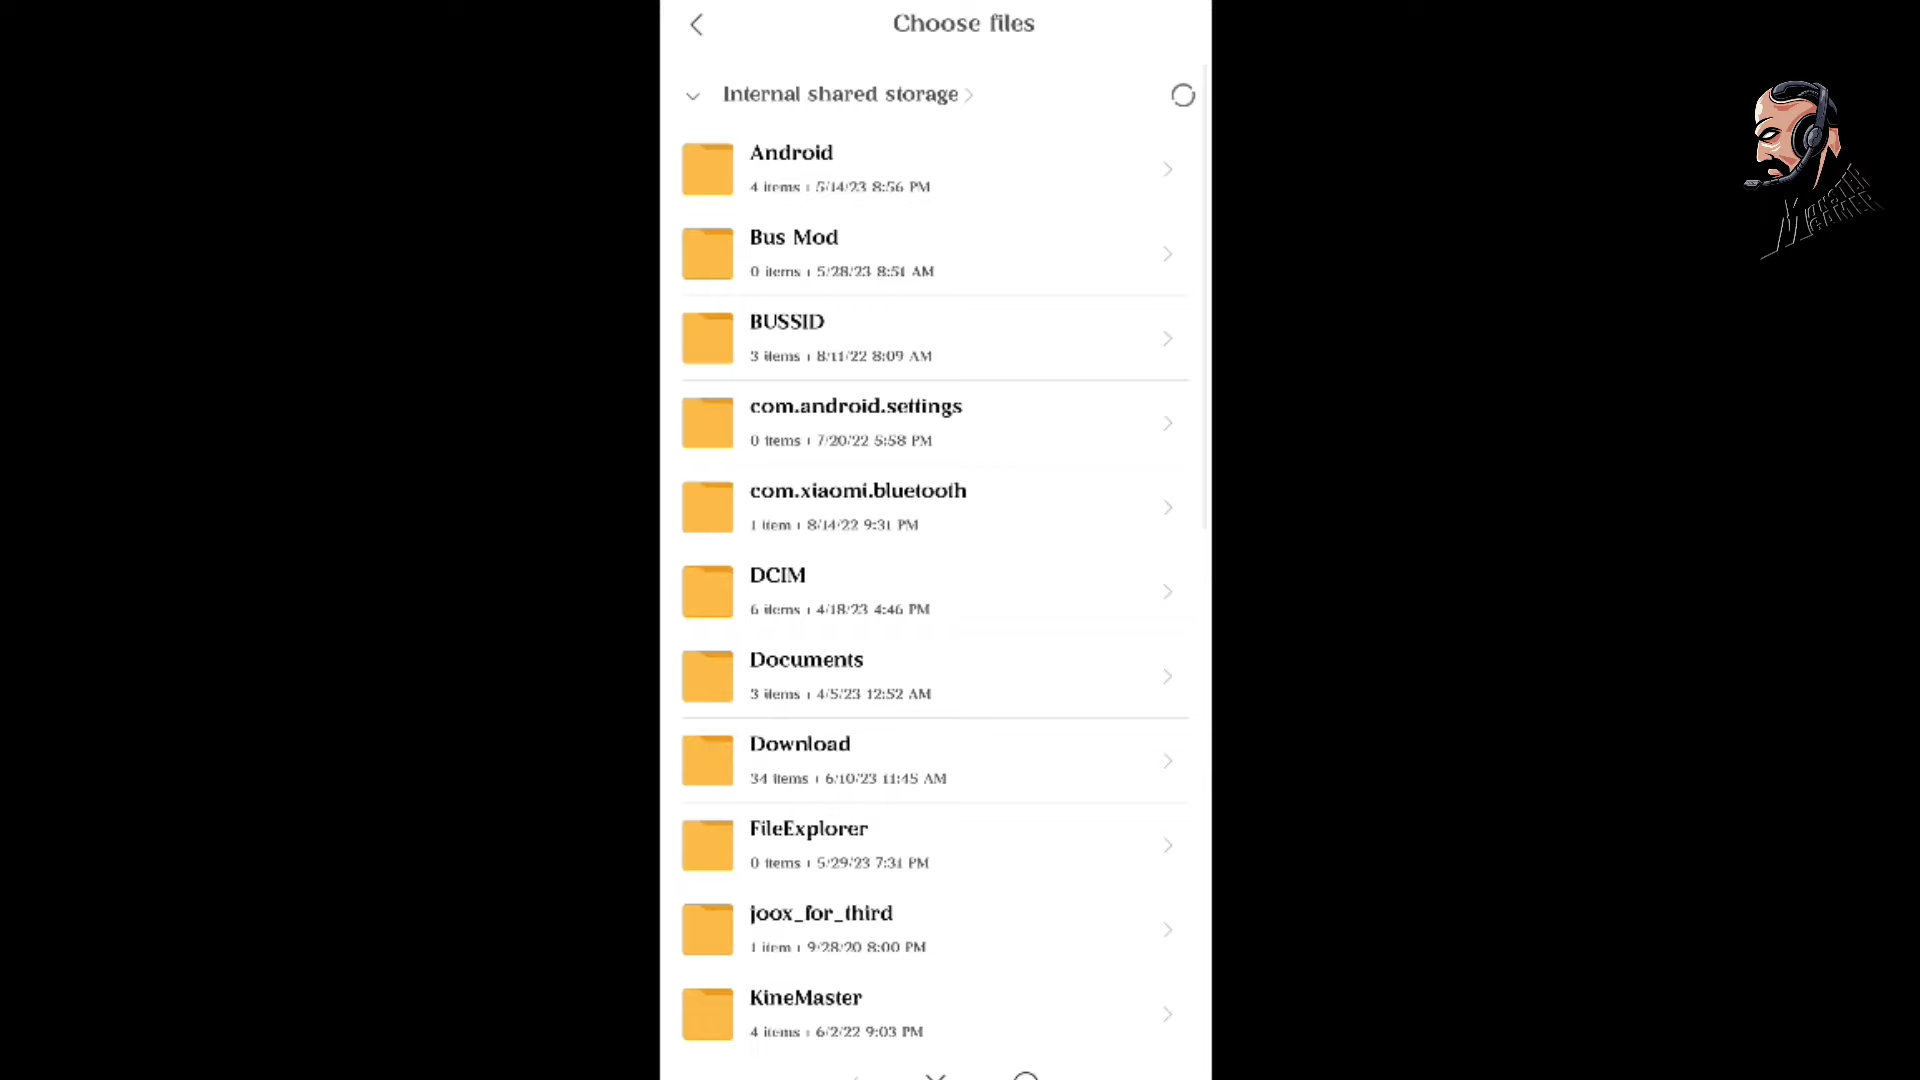 Choose files
Internal shared storage
Android
4 items | 5/14/23 8:56 PM
Bus Mod
0 items | 5/28/23 8:51 AM
BUSSID
3 items | 8/11/22 8:09 AM
com.android.settings
0 items | 7/20/22 5:58 PM
com.xiaomi.bluetooth
1 item | 8/14/22 9:31 PM
DCIM
6 items | 4/18/23 4:46 PM
Documents
3 items | 4/5/23 12:52 AM
Download
34 items | 6/10/23 11:45 AM
FileExplorer
0 items | 5/29/23 7:31 PM
joox_for_third
1 item | 9/28/20 8:00 PM
KineMaster
4 items | 6/2/22 9:03 PM